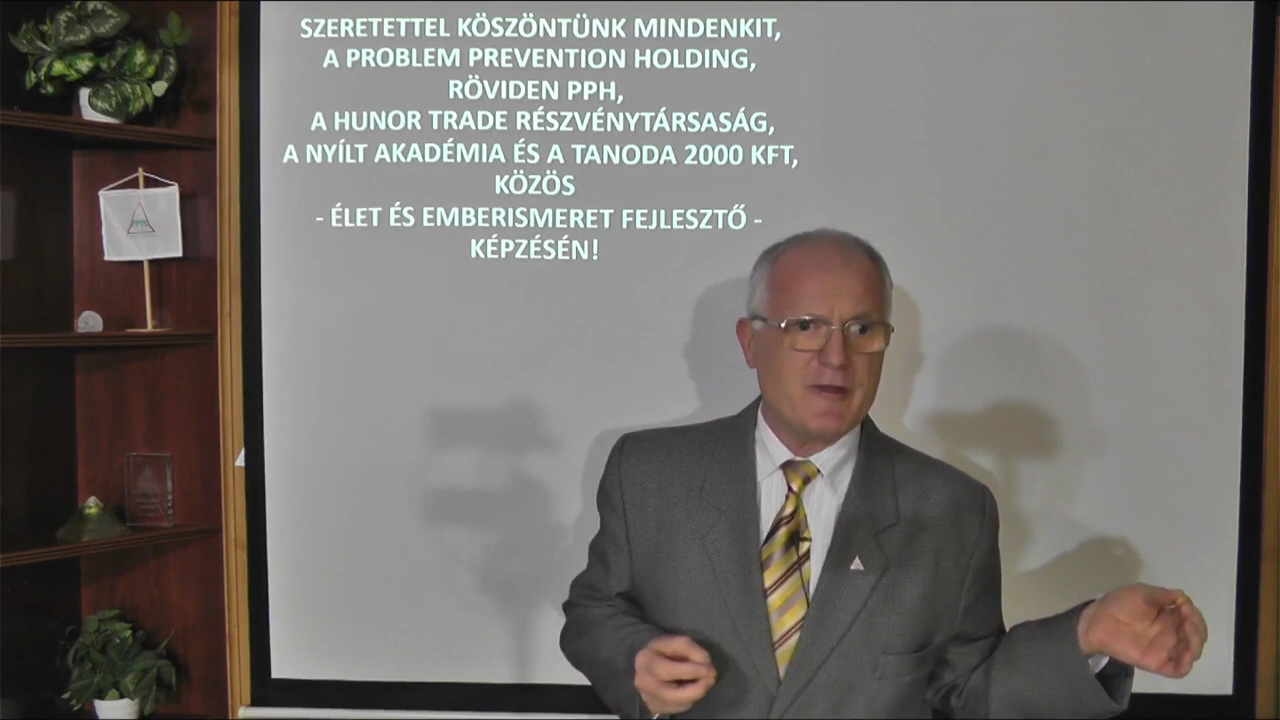 SZERETETTEL KÖSZÖNTÜNK MINDENKIT,
A PROBLEM PREVENTION HOLDING,
RÖVIDEN PPH,
A HUNOR TRADE RÉSZVÉNYTÁRSASÁG,
A NYÍLT AKADÉMIA ÉS A TANODA 2000 KFT,
KÖZÖS
- ÉLET ÉS EMBERISMERET FEJLESZTŐ -
KÉPZÉSÉN!